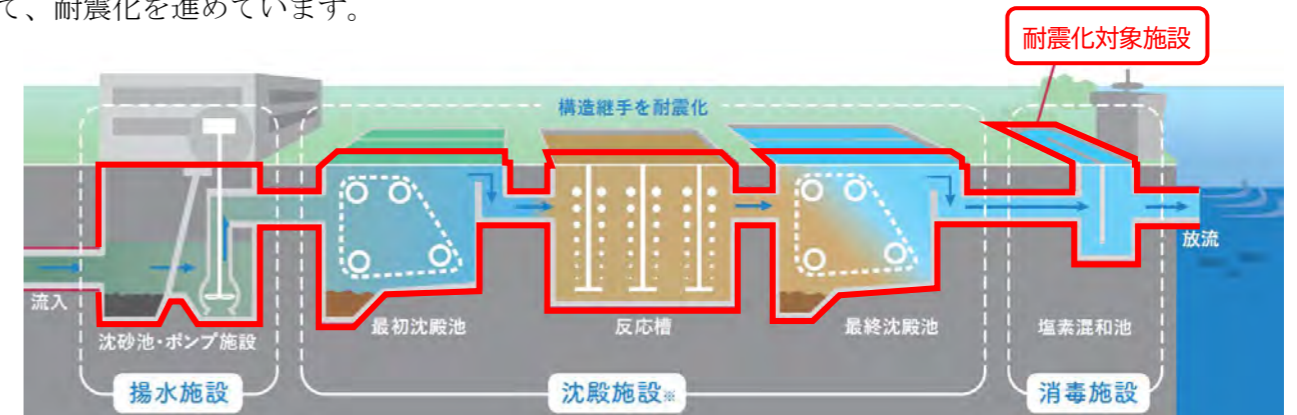 て、耐震化を進めています。
耐震化対象施設
構造継手を耐震化
流入
沈砂池・ポンプ施設
最初沈殿池
反応槽
最終沈殿池
塩素混和池
放流
揚水施設
沈殿施設※
消毒施設